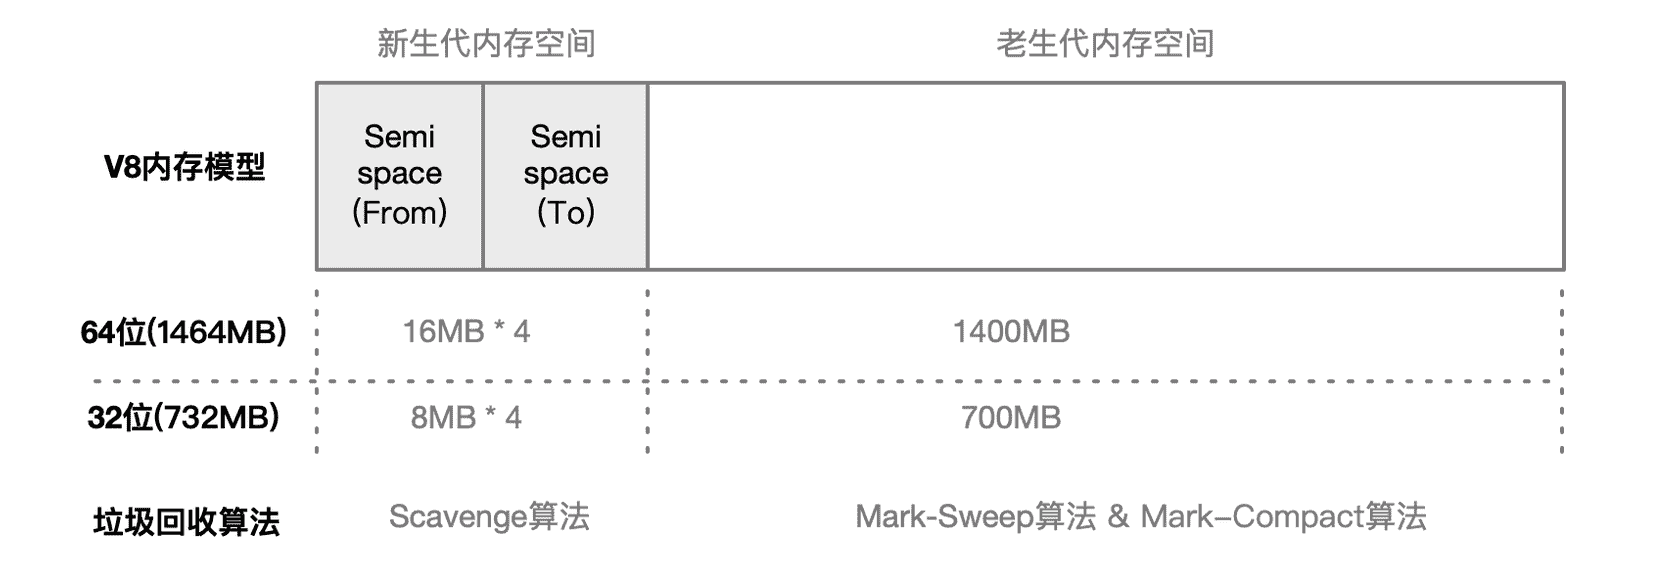 新生代内存空间
老生代内存空间
V8内存模型
Semi
space
(From)
Semi
space
(To)
64位(1464MB)
16MB * 4
1400MB
32位(732MB)
8MB * 4
700MB
垃圾回收算法
Scavenge算法
Mark-Sweep算法 & Mark–Compact算法